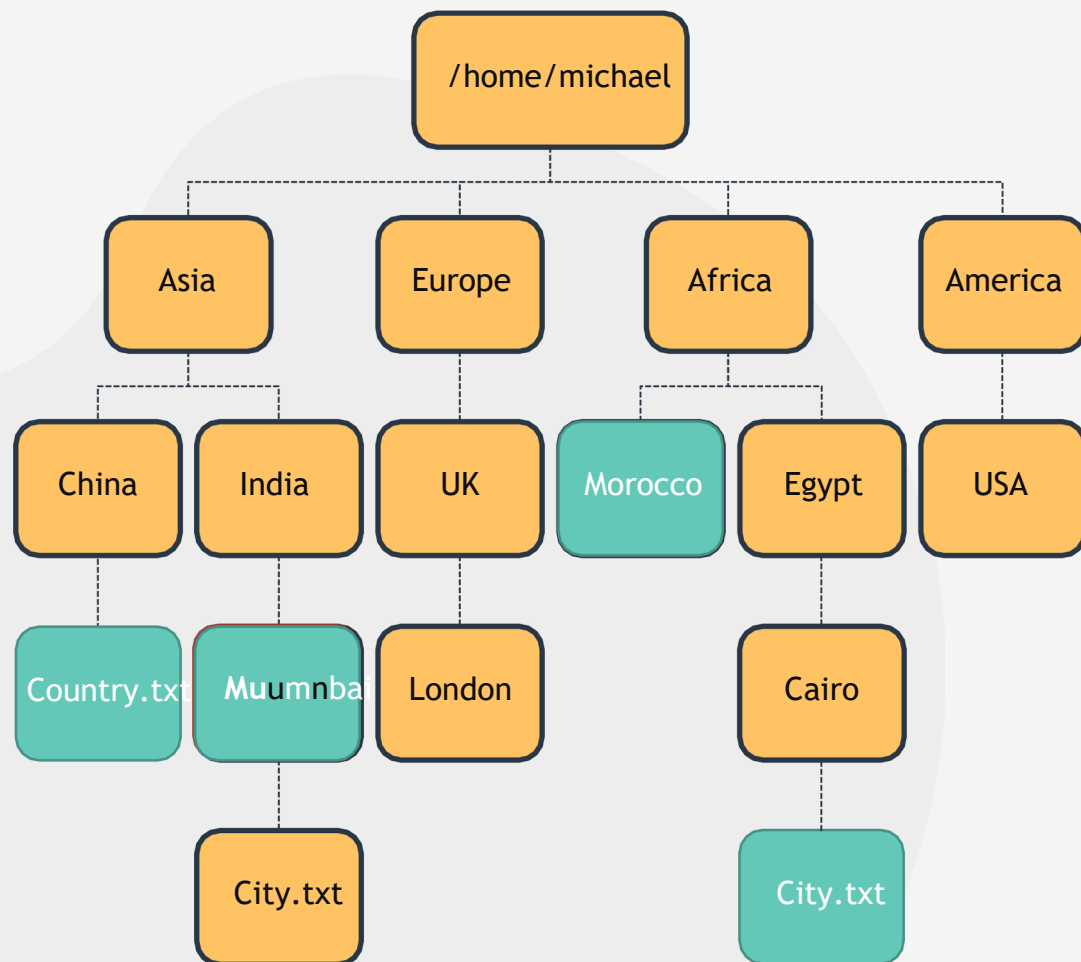 /home/michael
Asia
Europe
Africa
America
China
India
UK
Morocco
Egypt
USA
Country.txt
London
Cairo
City.txt
City.txt